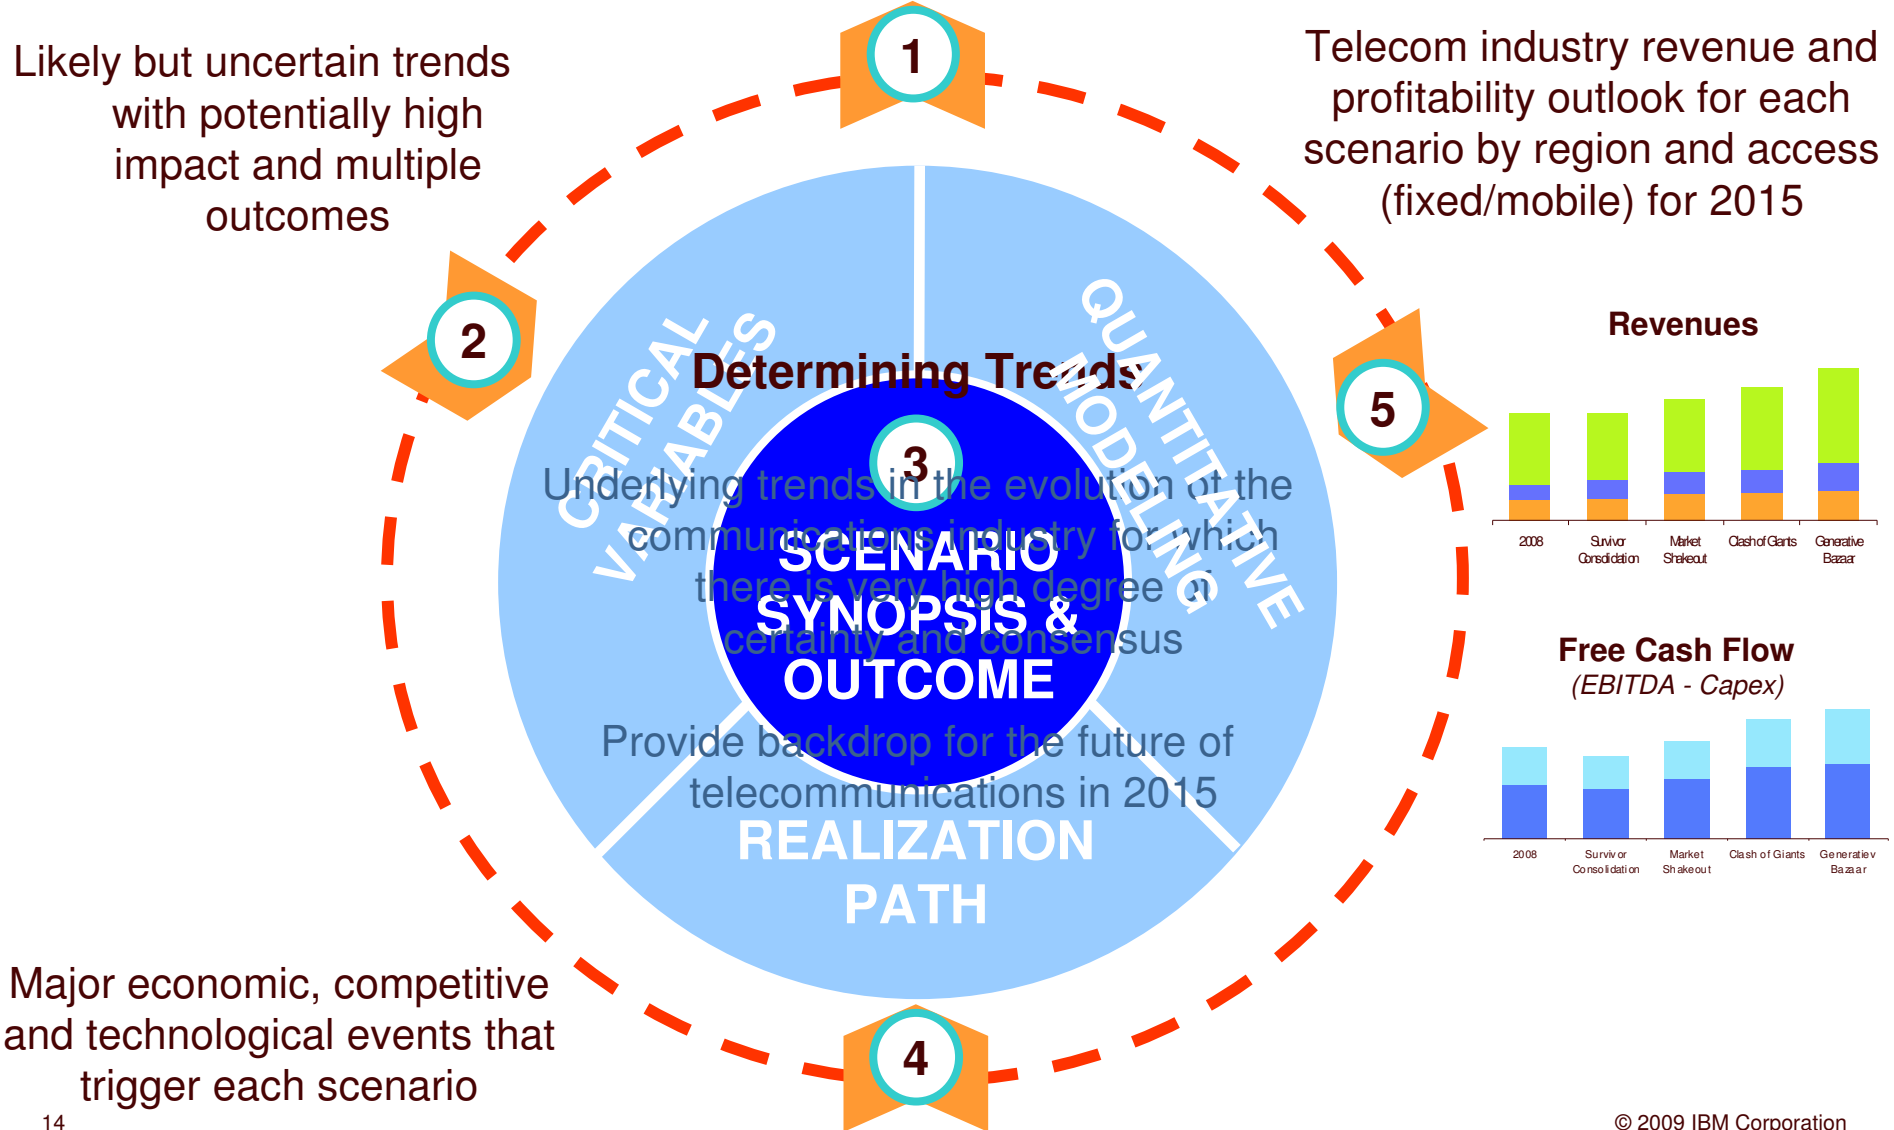 1
Likely but uncertain trends
with potentially high
impact and multiple
outcomes
Telecom industry revenue and
profitability outlook for each
scenario by region and access
(fixed/mobile) for 2015
2
CRITICAL
VARIABLES
QUANTITATIVE
MODELING
Determining Trends
3
Underlying trends in the evolution of the
communications industry for which
there is very high degree of
certainty and consensus
Provide backdrop for the future of
telecommunications in 2015
SCENARIO
SYNOPSIS &
OUTCOME
REALIZATION
PATH
5
Revenues
2008
Survivor
Consolidation
Market
Shakeout
Clash of Giants
Generative
Bazaar
Free Cash Flow
(EBITDA - Capex)
2008
Survivor
Consolidation
Market
Shakeout
Clash of Giants
Generatiev
Bazaar
Major economic, competitive
and technological events that
trigger each scenario
4
14
© 2009 IBM Corporation